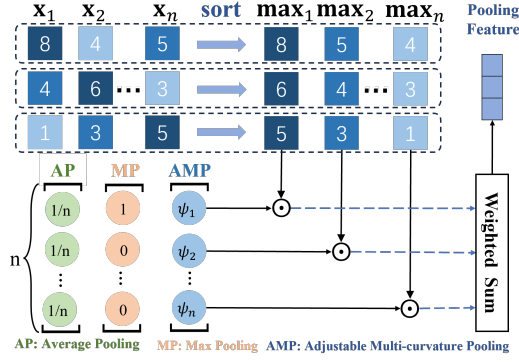 x₁ x₂ xₙ sort max₁ max₂ maxₙ Pooling Feature
8 4 5 8 5 4
4 6 ... 3 6 4 ... 3
1 3 5 5 3 1
AP MP AMP
1/n 1 ψ₁
1/n 0 ψ₂
n
1/n 0 ψₙ
Weighted Sum
AP: Average Pooling MP: Max Pooling AMP: Adjustable Multi-curvature Pooling